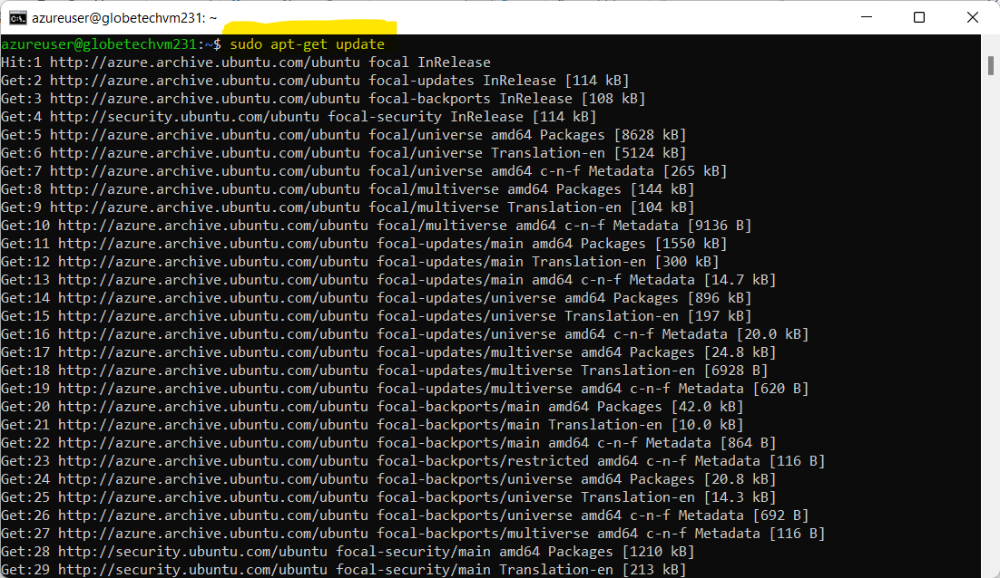 azureuser@globetechvm231: ~
azureuser@globetechvm231:~$ sudo apt-get update
Hit:1 http://azure.archive.ubuntu.com/ubuntu focal InRelease
Get:2 http://azure.archive.ubuntu.com/ubuntu focal-updates InRelease [114 kB]
Get:3 http://azure.archive.ubuntu.com/ubuntu focal-backports InRelease [108 kB]
Get:4 http://security.ubuntu.com/ubuntu focal-security InRelease [114 kB]
Get:5 http://azure.archive.ubuntu.com/ubuntu focal/universe amd64 Packages [8628 kB]
Get:6 http://azure.archive.ubuntu.com/ubuntu focal/universe Translation-en [5124 kB]
Get:7 http://azure.archive.ubuntu.com/ubuntu focal/universe amd64 c-n-f Metadata [265 kB]
Get:8 http://azure.archive.ubuntu.com/ubuntu focal/multiverse amd64 Packages [144 kB]
Get:9 http://azure.archive.ubuntu.com/ubuntu focal/multiverse Translation-en [104 kB]
Get:10 http://azure.archive.ubuntu.com/ubuntu focal/multiverse amd64 c-n-f Metadata [9136 B]
Get:11 http://azure.archive.ubuntu.com/ubuntu focal-updates/main amd64 Packages [1550 kB]
Get:12 http://azure.archive.ubuntu.com/ubuntu focal-updates/main Translation-en [300 kB]
Get:13 http://azure.archive.ubuntu.com/ubuntu focal-updates/main amd64 c-n-f Metadata [14.7 kB]
Get:14 http://azure.archive.ubuntu.com/ubuntu focal-updates/universe amd64 Packages [896 kB]
Get:15 http://azure.archive.ubuntu.com/ubuntu focal-updates/universe Translation-en [197 kB]
Get:16 http://azure.archive.ubuntu.com/ubuntu focal-updates/universe amd64 c-n-f Metadata [20.0 kB]
Get:17 http://azure.archive.ubuntu.com/ubuntu focal-updates/multiverse amd64 Packages [24.8 kB]
Get:18 http://azure.archive.ubuntu.com/ubuntu focal-updates/multiverse Translation-en [6928 B]
Get:19 http://azure.archive.ubuntu.com/ubuntu focal-updates/multiverse amd64 c-n-f Metadata [620 B]
Get:20 http://azure.archive.ubuntu.com/ubuntu focal-backports/main amd64 Packages [42.0 kB]
Get:21 http://azure.archive.ubuntu.com/ubuntu focal-backports/main Translation-en [10.0 kB]
Get:22 http://azure.archive.ubuntu.com/ubuntu focal-backports/main amd64 c-n-f Metadata [864 B]
Get:23 http://azure.archive.ubuntu.com/ubuntu focal-backports/restricted amd64 c-n-f Metadata [116 B]
Get:24 http://azure.archive.ubuntu.com/ubuntu focal-backports/universe amd64 Packages [20.8 kB]
Get:25 http://azure.archive.ubuntu.com/ubuntu focal-backports/universe Translation-en [14.3 kB]
Get:26 http://azure.archive.ubuntu.com/ubuntu focal-backports/universe amd64 c-n-f Metadata [692 B]
Get:27 http://azure.archive.ubuntu.com/ubuntu focal-backports/multiverse amd64 c-n-f Metadata [116 B]
Get:28 http://security.ubuntu.com/ubuntu focal-security/main amd64 Packages [1210 kB]
Get:29 http://security.ubuntu.com/ubuntu focal-security/main Translation-en [213 kB]